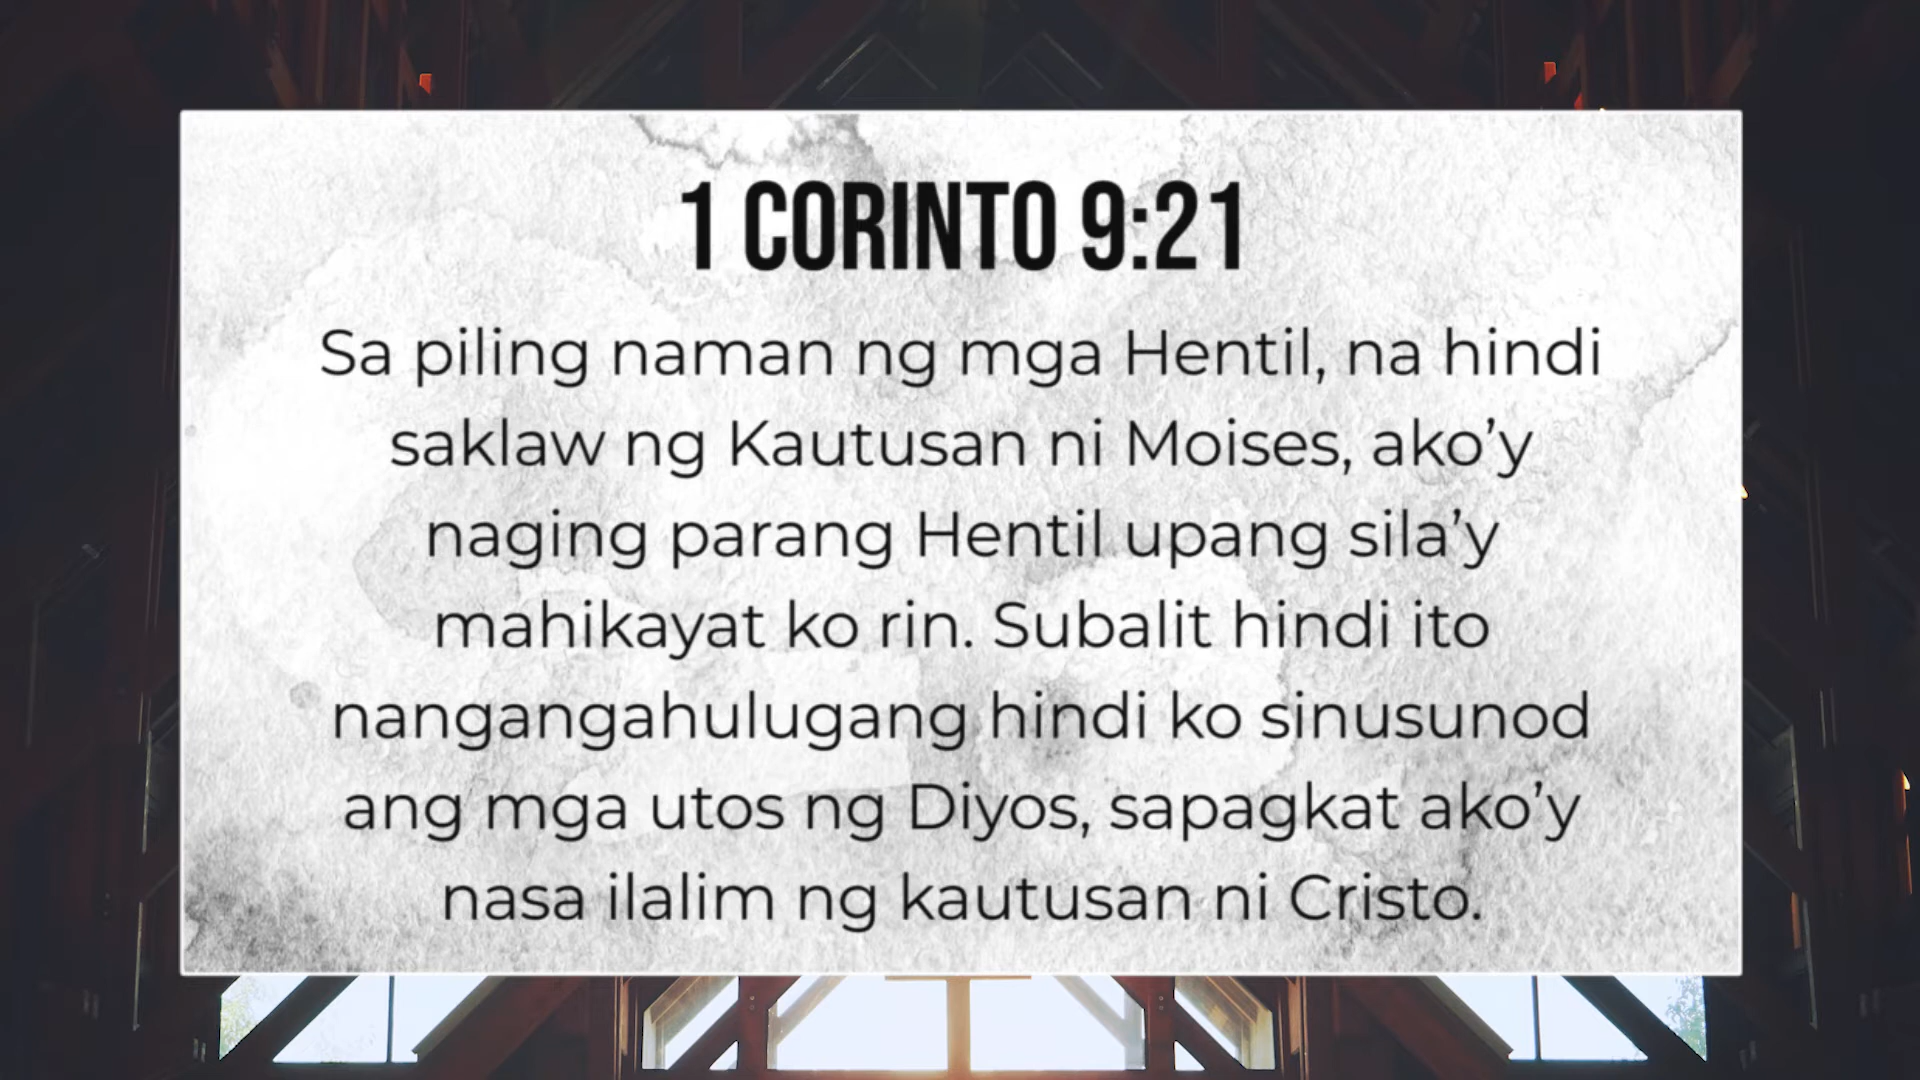 1 CORINTO 9:21
Sa piling naman ng mga Hentil, na hindi
saklaw ng Kautusan ni Moises, ako’y
naging parang Hentil upang sila’y
mahikayat ko rin. Subalit hindi ito
nangangahulugang hindi ko sinusunod
ang mga utos ng Diyos, sapagkat ako’y
nasa ilalim ng kautusan ni Cristo.